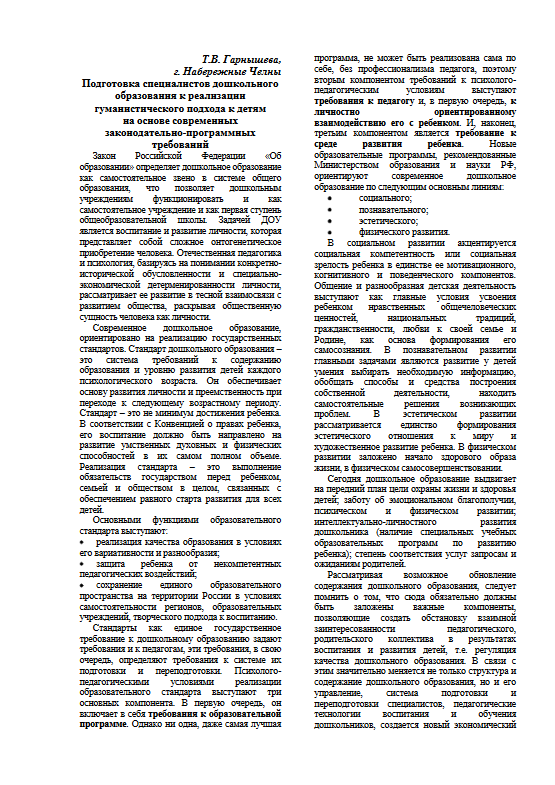 Т.В. Гарнышева,
г. Набережные Челны
Подготовка специалистов дошкольного
образования к реализации
гуманистического подхода к детям
на основе современных
законодательно-программных
требований
Закон Российской Федерации «Об
образовании» определяет дошкольное образование
как самостоятельное звено в системе общего
образования, что позволяет дошкольным
учреждениям функционировать и как
самостоятельное учреждение и как первая ступень
общеобразовательной школы. Задачей ДОУ
является воспитание и развитие личности, которая
представляет собой сложное онтогенетическое
приобретение человека. Отечественная педагогика
и психология, базируясь на понимании конкретно-
исторической обусловленности и специально-
экономической детерменированности личности,
рассматривает ее развитие в тесной взаимосвязи с
развитием общества, раскрывая общественную
сущность человека как личности.
Современное дошкольное образование,
ориентировано на реализацию государственных
стандартов. Стандарт дошкольного образования –
это система требований к содержанию
образования и уровню развития детей каждого
психологического возраста. Он обеспечивает
основу развития личности и преемственность при
переходе к следующему возрастному периоду.
Стандарт – это не минимум достижения ребенка.
В соответствии с Конвенцией о правах ребенка,
его воспитание должно быть направлено на
развитие умственных духовных и физических
способностей в их самом полном объеме.
Реализация стандарта – это выполнение
обязательств государством перед ребенком,
семьей и обществом в целом, связанных с
обеспечением равного старта развития для всех
детей.
Основными функциями образовательного
стандарта выступают:
• реализация качества образования в условиях
его вариативности и разнообразия;
• защита ребенка от некомпетентных
педагогических воздействий;
• сохранение единого образовательного
пространства на территории России в условиях
самостоятельности регионов, образовательных
учреждений, творческого подхода к воспитанию.
Стандарты как единое государственное
требование к дошкольному образованию задают
требования и к педагогам, эти требования, в свою
очередь, определяют требования к системе их
подготовки и переподготовки. Психолого-
педагогическими условиями реализации
образовательного стандарта выступают три
основных компонента. В первую очередь, он
включает в себя требования к образовательной
программе. Однако ни одна, даже самая лучшая
программа, не может быть реализована сама по
себе, без профессионализма педагога, поэтому
вторым компонентом требований к психолого-
педагогическим условиям выступают
требования к педагогу и, в первую очередь, к
личностно ориентированному
взаимодействию его с ребенком. И, наконец,
третьим компонентом является требование к
среде развития ребенка. Новые
образовательные программы, рекомендованные
Министерством образования и науки РФ,
ориентируют современное дошкольное
образование по следующим основным линиям:
• социального;
• познавательного;
• эстетического;
• физического развития.
В социальном развитии акцентируется
социальная компетентность или социальная
зрелость ребенка в единстве ее мотивационного,
когнитивного и поведенческого компонентов.
Общение и разнообразная детская деятельность
выступают как главные условия усвоения
ребенком нравственных общечеловеческих
ценностей, национальных традиций,
гражданственности, любви к своей семье и
Родине, как основа формирования его
самосознания. В познавательном развитии
главными задачами являются развитие у детей
умения выбирать необходимую информацию,
обобщать способы и средства построения
собственной деятельности, находить
самостоятельные решения возникающих
проблем. В эстетическом развитии
рассматривается единство формирования
эстетического отношения к миру и
художественное развитие ребенка. В физическом
развитии заложено начало здорового образа
жизни, в физическом самосовершенствовании.
Сегодня дошкольное образование выдвигает
на передний план цели охраны жизни и здоровья
детей; заботу об эмоциональном благополучии,
психическом и физическом развитии;
интеллектуально-личностного развития
дошкольника (наличие специальных учебных
образовательных программ по развитию
ребенка); степень соответствия услуг запросам и
ожиданиям родителей.
Рассматривая возможное обновление
содержания дошкольного образования, следует
помнить о том, что сюда обязательно должны
быть заложены важные компоненты,
позволяющие создать обстановку взаимной
заинтересованности педагогического,
родительского коллектива в результатах
воспитания и развития детей, т.е. регуляция
качества дошкольного образования. В связи с
этим значительно меняется не только структура и
содержание дошкольного образования, но и его
управление, система подготовки и
переподготовки специалистов, педагогические
технологии воспитания и обучения
дошкольников, создается новый экономический